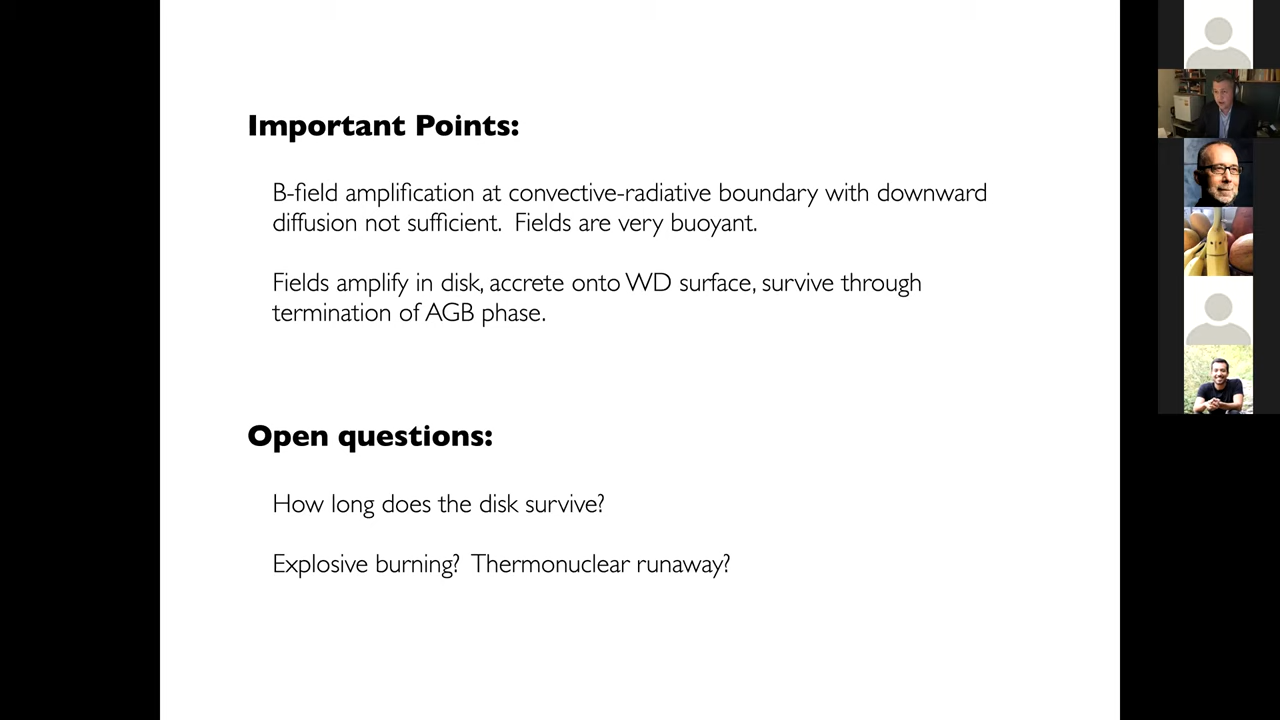 Important Points:
B-field amplification at convective-radiative boundary with downward
diffusion not sufficient.  Fields are very buoyant.
Fields amplify in disk, accrete onto WD surface, survive through
termination of AGB phase.
Open questions:
How long does the disk survive?
Explosive burning?  Thermonuclear runaway?